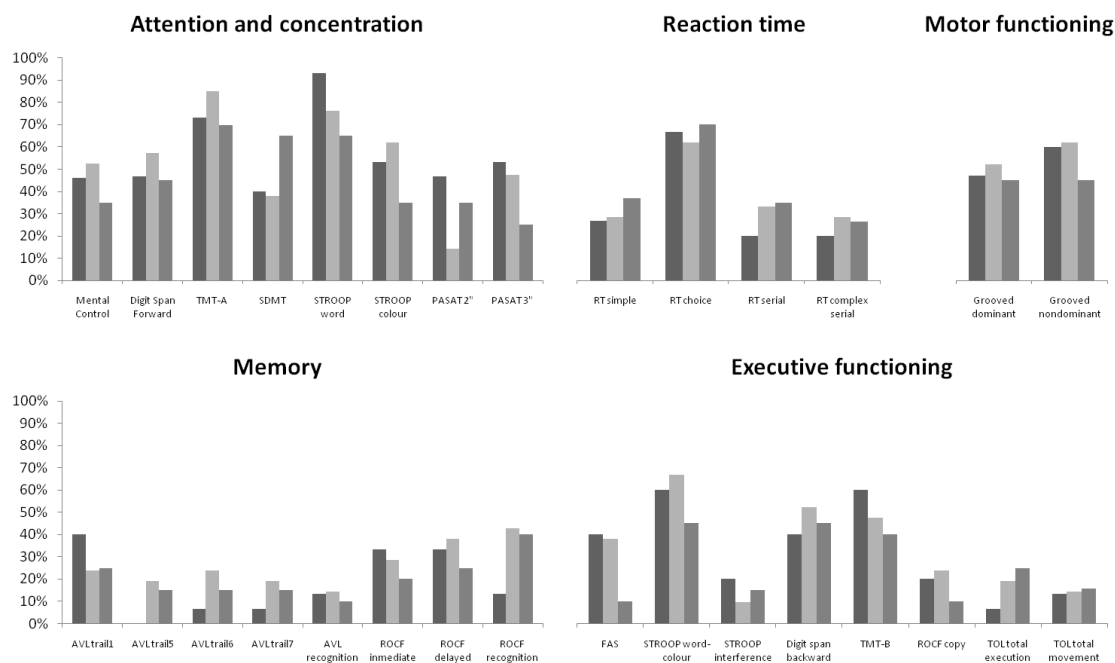 Attention and concentration
Reaction time
Motor functioning
100%
90%
80%
70%
60%
50%
40%
30%
20%
10%
0%
Mental Control
Digit Span Forward
TMT-A
SDMT
STROOP word
STROOP colour
PASAT 2"
PASAT 3"
RT simple
RT choice
RT serial
RT complex serial
Grooved dominant
Grooved nondominant
Memory
Executive functioning
100%
90%
80%
70%
60%
50%
40%
30%
20%
10%
0%
AVL trail1
AVL trail5
AVL trail6
AVL trail7
AVL recognition
ROCF inmediate
ROCF delayed
ROCF recognition
FAS
STROOP word-colour
STROOP interference
Digit span backward
TMT-B
ROCF copy
TOL total execution
TOL total movement